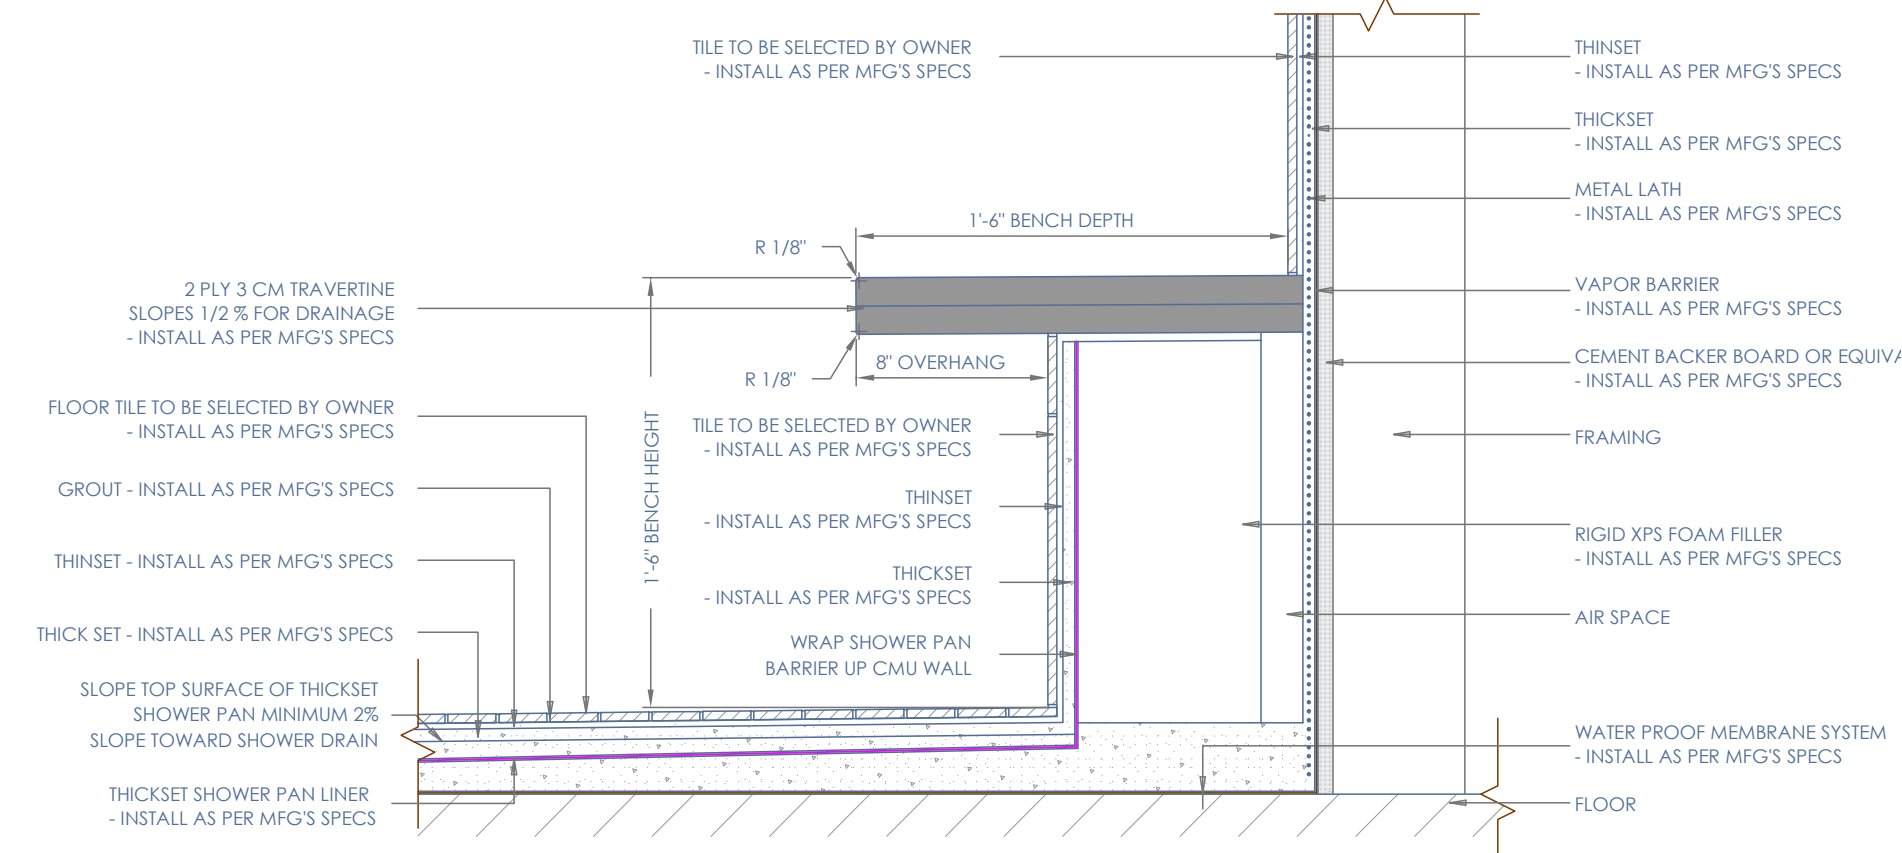 TILE TO BE SELECTED BY OWNER
- INSTALL AS PER MFG'S SPECS
1'-6" BENCH DEPTH
R 1/8"
2 PLY 3 CM TRAVERTINE
SLOPES 1/2 % FOR DRAINAGE
- INSTALL AS PER MFG'S SPECS
R 1/8"
8" OVERHANG
1'-6" BENCH HEIGHT
FLOOR TILE TO BE SELECTED BY OWNER
- INSTALL AS PER MFG'S SPECS
GROUT - INSTALL AS PER MFG'S SPECS
THINSET - INSTALL AS PER MFG'S SPECS
THICK SET - INSTALL AS PER MFG'S SPECS
SLOPE TOP SURFACE OF THICKSET
SHOWER PAN MINIMUM 2%
SLOPE TOWARD SHOWER DRAIN
THICKSET SHOWER PAN LINER
- INSTALL AS PER MFG'S SPECS
TILE TO BE SELECTED BY OWNER
- INSTALL AS PER MFG'S SPECS
THINSET
- INSTALL AS PER MFG'S SPECS
THICKSET
- INSTALL AS PER MFG'S SPECS
WRAP SHOWER PAN
BARRIER UP CMU WALL
THINSET
- INSTALL AS PER MFG'S SPECS
THICKSET
- INSTALL AS PER MFG'S SPECS
METAL LATH
- INSTALL AS PER MFG'S SPECS
VAPOR BARRIER
- INSTALL AS PER MFG'S SPECS
CEMENT BACKER BOARD OR
- INSTALL AS PER MFG'S SPECS
FRAMING
RIGID XPS FOAM FILLER
- INSTALL AS PER MFG'S SPECS
AIR SPACE
WATER PROOF MEMBRANE SYSTEM
- INSTALL AS PER MFG'S SPECS
FLOOR